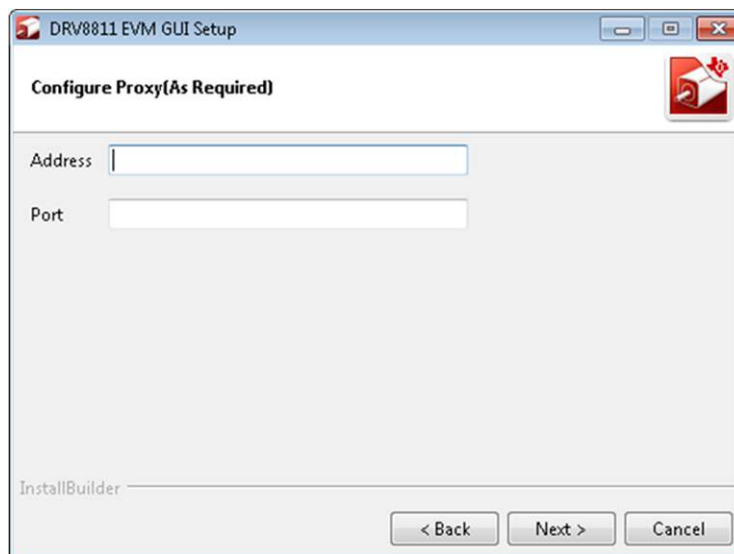 DRV8811 EVM GUI Setup
Configure Proxy(As Required)
Address
Port
InstallBuilder
< Back Next > Cancel